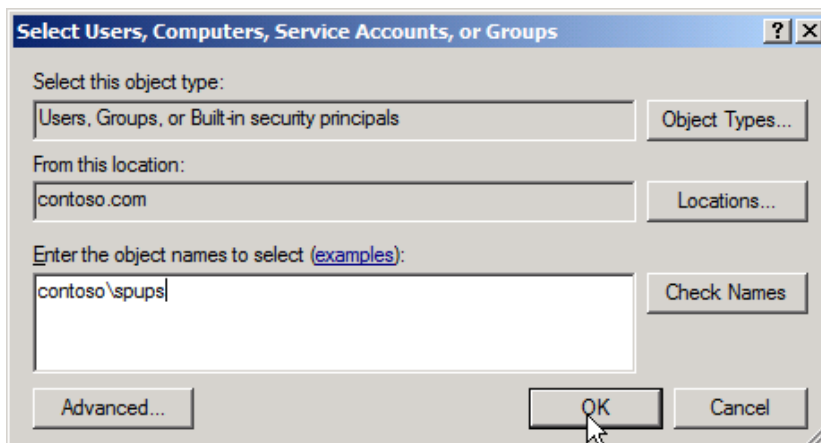 Select Users, Computers, Service Accounts, or Groups
Select this object type:
Users, Groups, or Built-in security principals
Object Types...
From this location:
contoso.com
Locations...
Enter the object names to select (examples):
contoso\spups
Check Names
Advanced...
OK
Cancel